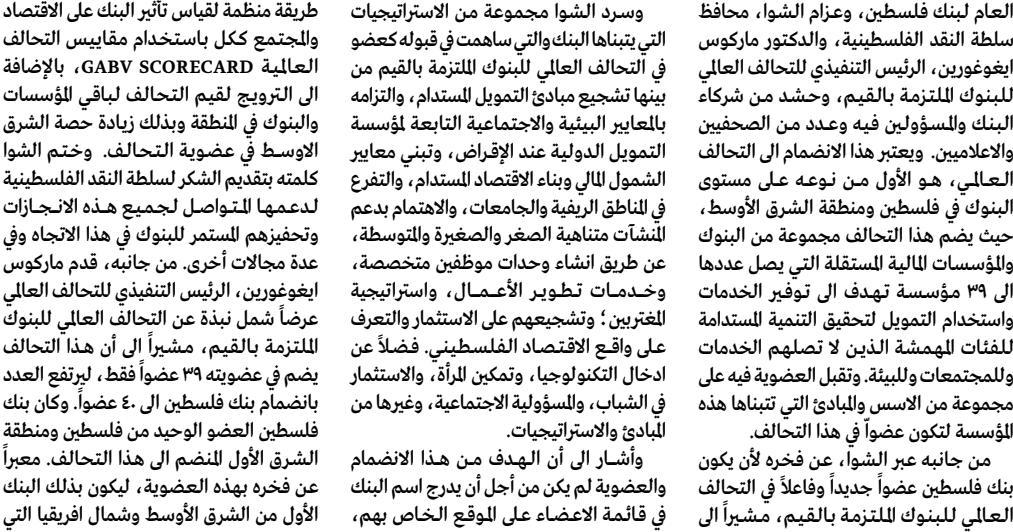 العام لبنك فلسطين، وعزام الشوا، محافظ
سلطة النقد الفلسطينية، والدكتور ماركوس
ايغوغورين، الرئيس التنفيذي للتحالف العالمي
للبنوك الملتزمة بالقيم، وحشد من شركاء
البنك والمسؤولين فيه وعدد من الصحفيين
والاعلاميين. ويعتبر هذا الانضمام الى التحالف
العالمي، هو الأول من نوعه على مستوى
البنوك في فلسطين ومنطقة الشرق الأوسط،
حيث يضم هذا التحالف مجموعة من البنوك
والمؤسسات المالية المستقلة التي يصل عددها
الى ٣٩ مؤسسة تهدف الى توفير الخدمات
واستخدام التمويل لتحقيق التنمية المستدامة
للفئات المهمشة الذين لا تصلهم الخدمات
وللمجتمعات وللبيئة. وتقبل العضوية فيه على
مجموعة من الاسس والمبادئ التي تتبناها هذه
المؤسسة لتكون عضواّ في هذا التحالف.
من جانبه عبر الشوا، عن فخره لأن يكون
بنك فلسطين عضواً جديداً وفاعلاً في التحالف
العالمي للبنوك الملتزمة بالقيم، مشيراً الى
وسرد الشوا مجموعة من الاستراتيجيات
التي يتبناها البنك والتي ساهمت في قبوله كعضو
في التحالف العالمي للبنوك الملتزمة بالقيم من
بينها تشجيع مبادئ التمويل المستدام، والتزامه
بالمعايير البيئية والاجتماعية التابعة لمؤسسة
التمويل الدولية عند الإقراض، وتبني معايير
الشمول المالي وبناء الاقتصاد المستدام، والتفرع
في المناطق الريفية والجامعات، والاهتمام بدعم
المنشآت متناهية الصغر والصغيرة والمتوسطة،
عن طريق انشاء وحدات موظفين متخصصة،
وخدمات تطوير الأعمال، واستراتيجية
المغتربين؛ وتشجيعهم على الاستثمار والتعرف
على واقع الاقتصاد الفلسطيني. فضلاً عن
ادخال التكنولوجيا، وتمكين المرأة، والاستثمار
في الشباب، والمسؤولية الاجتماعية، وغيرها من
المبادئ والاستراتيجيات.
وأشار الى أن الهدف من هذا الانضمام
والعضوية لم يكن من أجل أن يدرج اسم البنك
في قائمة الاعضاء على الموقع الخاص بهم،
طريقة منظمة لقياس تأثير البنك على الاقتصاد
والمجتمع ككل باستخدام مقاييس التحالف
العالمية GABV SCORECARD، بالإضافة
الى الترويج لقيم التحالف لباقي المؤسسات
والبنوك في المنطقة وبذلك زيادة حصة الشرق
الاوسط في عضوية التحالف. وختم الشوا
كلمته بتقديم الشكر لسلطة النقد الفلسطينية
لدعمها المتواصل لجميع هذه الانجازات
وتحفيزهم المستمر للبنوك في هذا الاتجاه وفي
عدة مجالات أخرى. من جانبه، قدم ماركوس
ايغوغورين، الرئيس التنفيذي للتحالف العالمي
عرضاً شمل نبذة عن التحالف العالمي للبنوك
الملتزمة بالقيم، مشيراً الى أن هذا التحالف
يضم في عضويته ٣٩ عضواً فقط، ليرتفع العدد
بانضمام بنك فلسطين الى ٤٠ عضواً. وكان بنك
فلسطين العضو الوحيد من فلسطين ومنطقة
الشرق الأول المنضم الى هذا التحالف. معبراً
عن فخره بهذه العضوية، ليكون بذلك البنك
الأول من الشرق الأوسط وشمال افريقيا التي